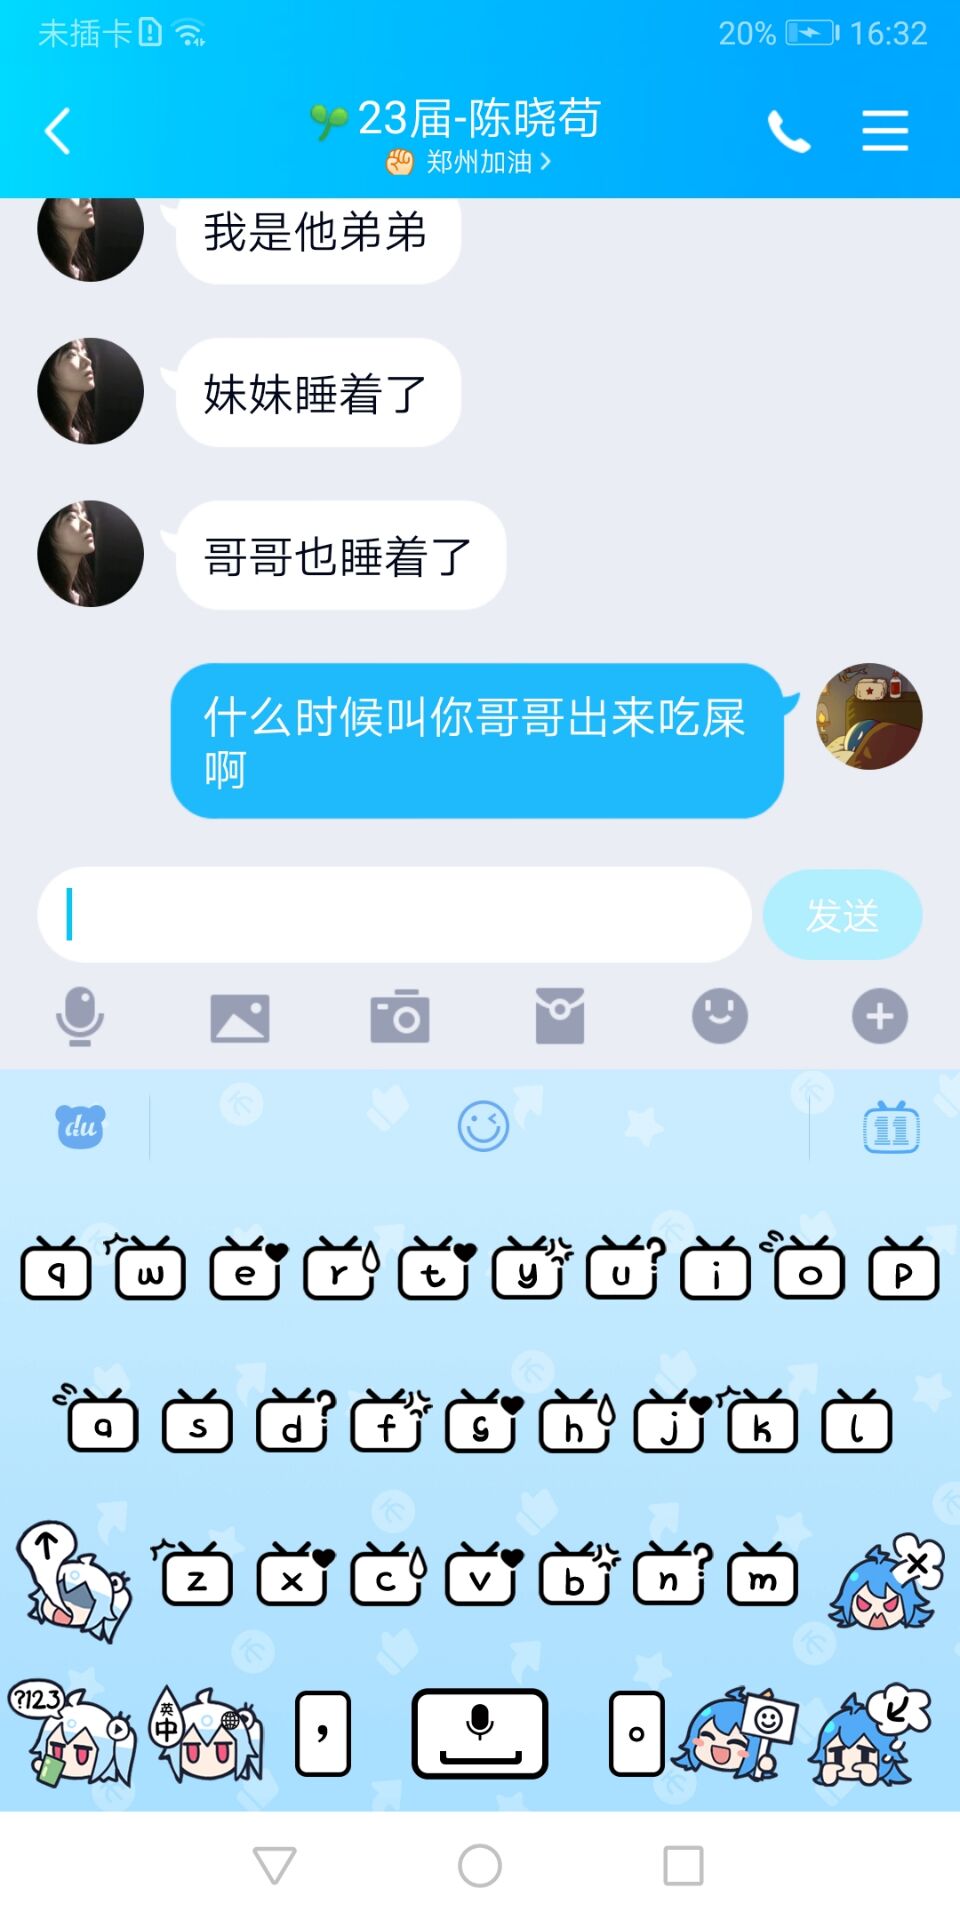 未插卡 20% 16:32
23届-陈晓苟
郑州加油
我是他弟弟
妹妹睡着了
哥哥也睡着了
什么时候叫你哥哥出来吃屎
啊
发送
du 11
q w e r t y u i o p
a s d f g h j k l
z x c v b n m
?123 英 中 , 。